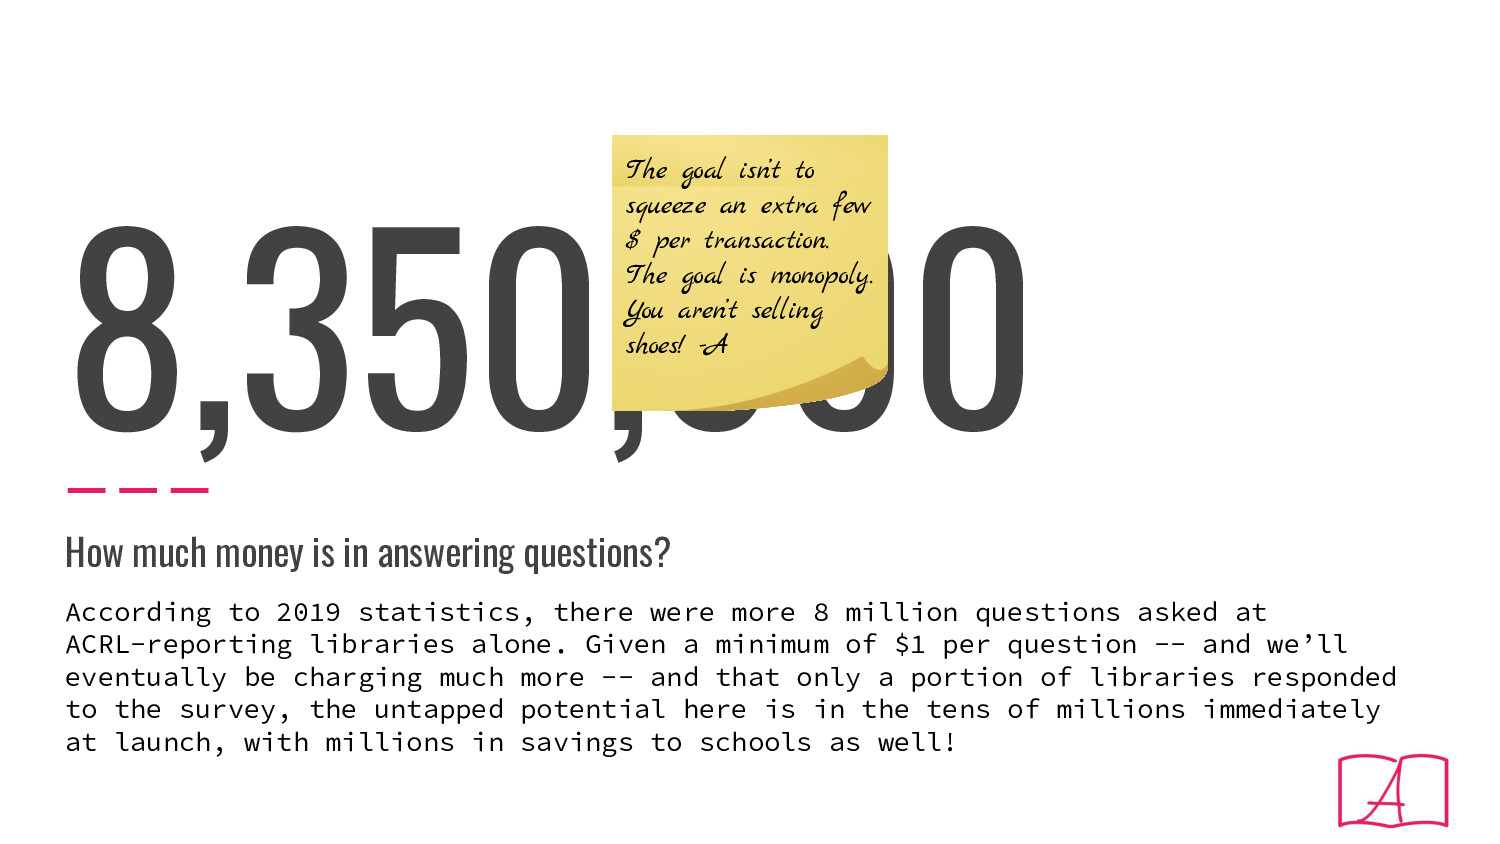 The goal isn't to
squeeze an extra few
$ per transaction.
The goal is monopoly.
You aren't selling
shoes! -A
8,350,000
How much money is in answering questions?
According to 2019 statistics, there were more 8 million questions asked at
ACRL-reporting libraries alone. Given a minimum of $1 per question -- and we’ll
eventually be charging much more -- and that only a portion of libraries responded
to the survey, the untapped potential here is in the tens of millions immediately
at launch, with millions in savings to schools as well!
A